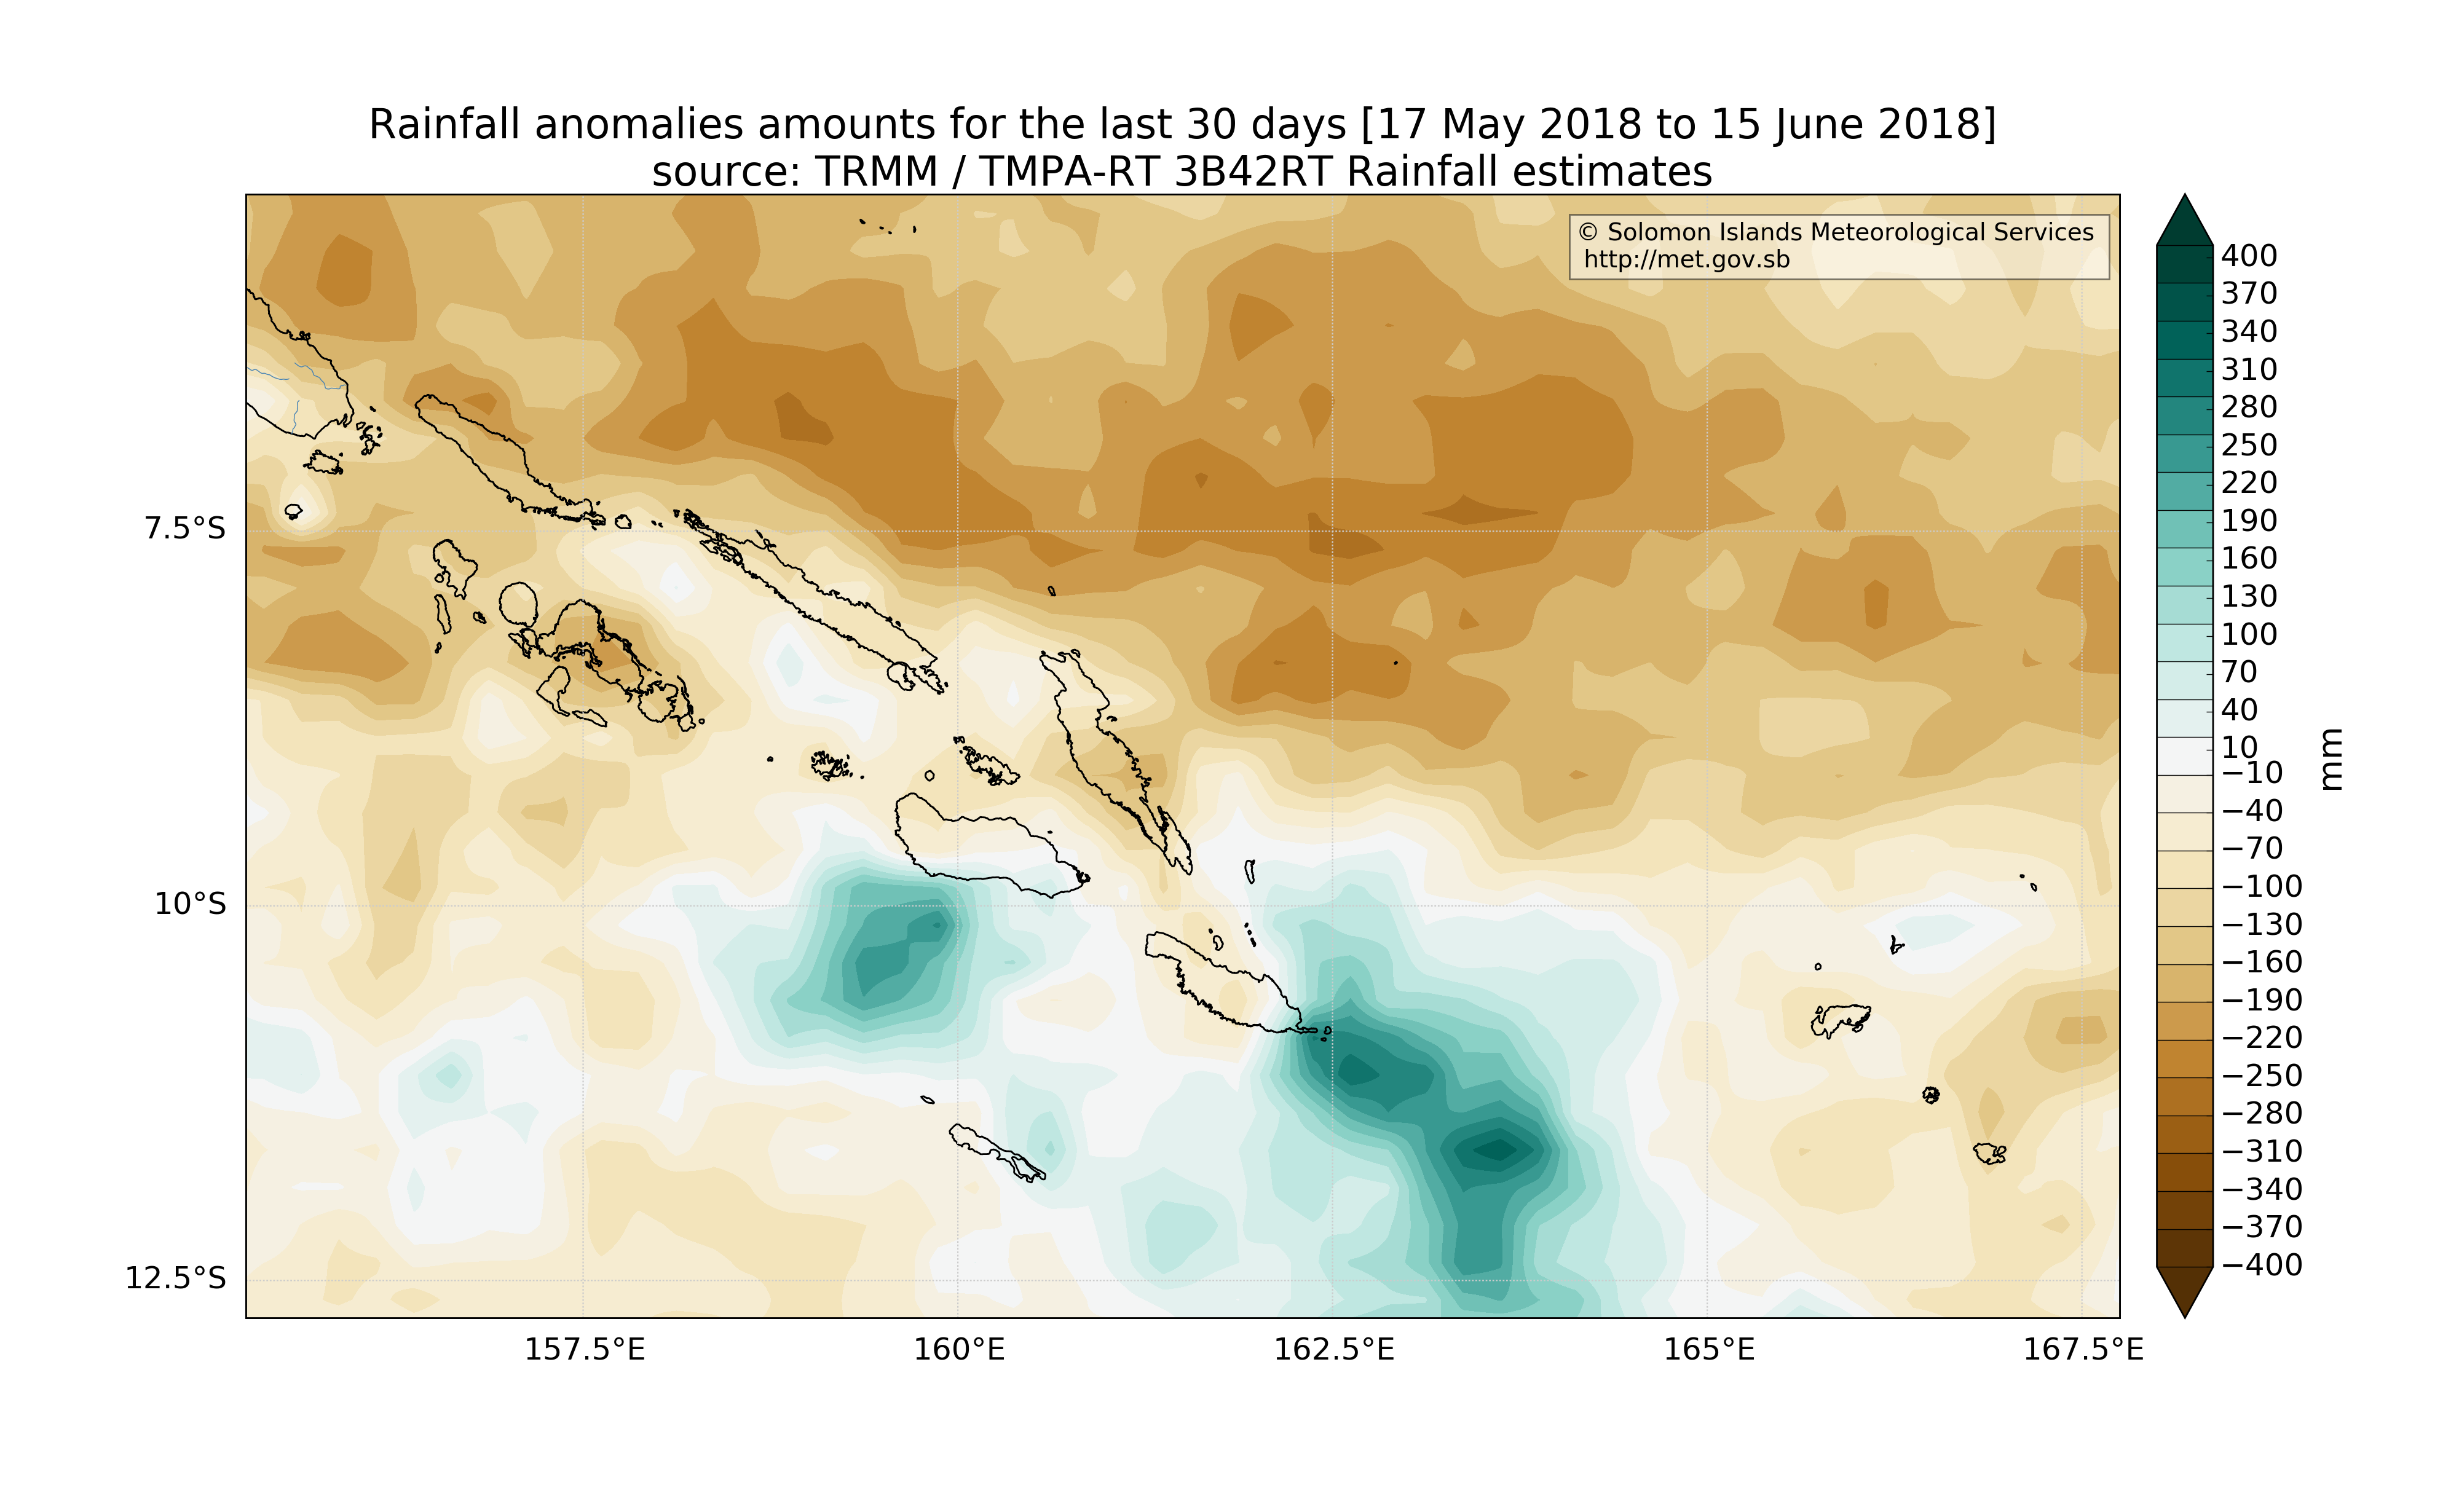 Rainfall anomalies amounts for the last 30 days [17 May 2018 to 15 June 2018]
source: TRMM / TMPA-RT 3B42RT Rainfall estimates
© Solomon Islands Meteorological Services
http://met.gov.sb
7.5°S
10°S
12.5°S
157.5°E
160°E
162.5°E
165°E
167.5°E
400
370
340
310
280
250
220
190
160
130
100
70
40
10
−10
−40
−70
−100
−130
−160
−190
−220
−250
−280
−310
−340
−370
−400
mm